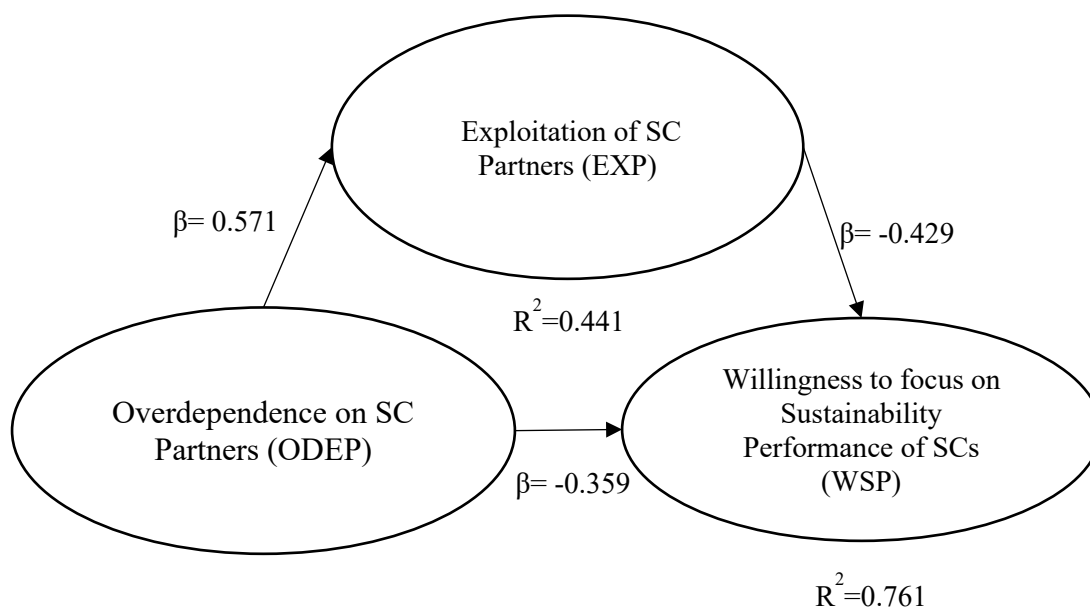 Exploitation of SC
Partners (EXP)
β= 0.571
β= -0.429
R²=0.441
Overdependence on SC
Partners (ODEP)
Willingness to focus on
Sustainability
Performance of SCs
(WSP)
β= -0.359
R²=0.761